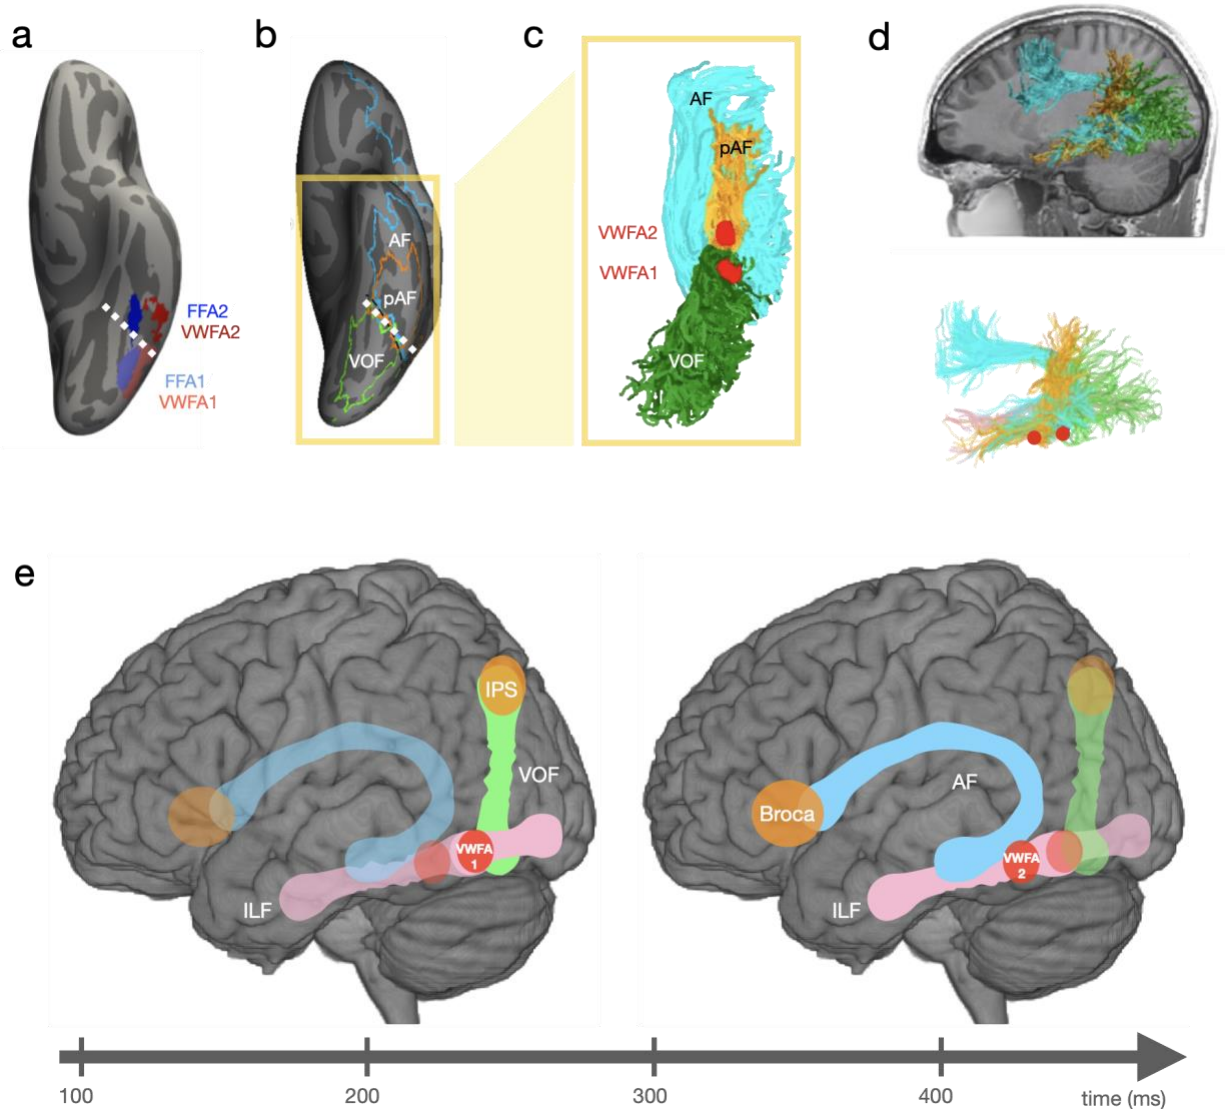 a
b
c
d
FFA2
VWFA2
FFA1
VWFA1
AF
pAF
VOF
AF
pAF
VWFA2
VWFA1
VOF
e
IPS
VOF
VWFA
1
ILF
Broca
AF
VWFA
2
ILF
100
200
300
400
time (ms)